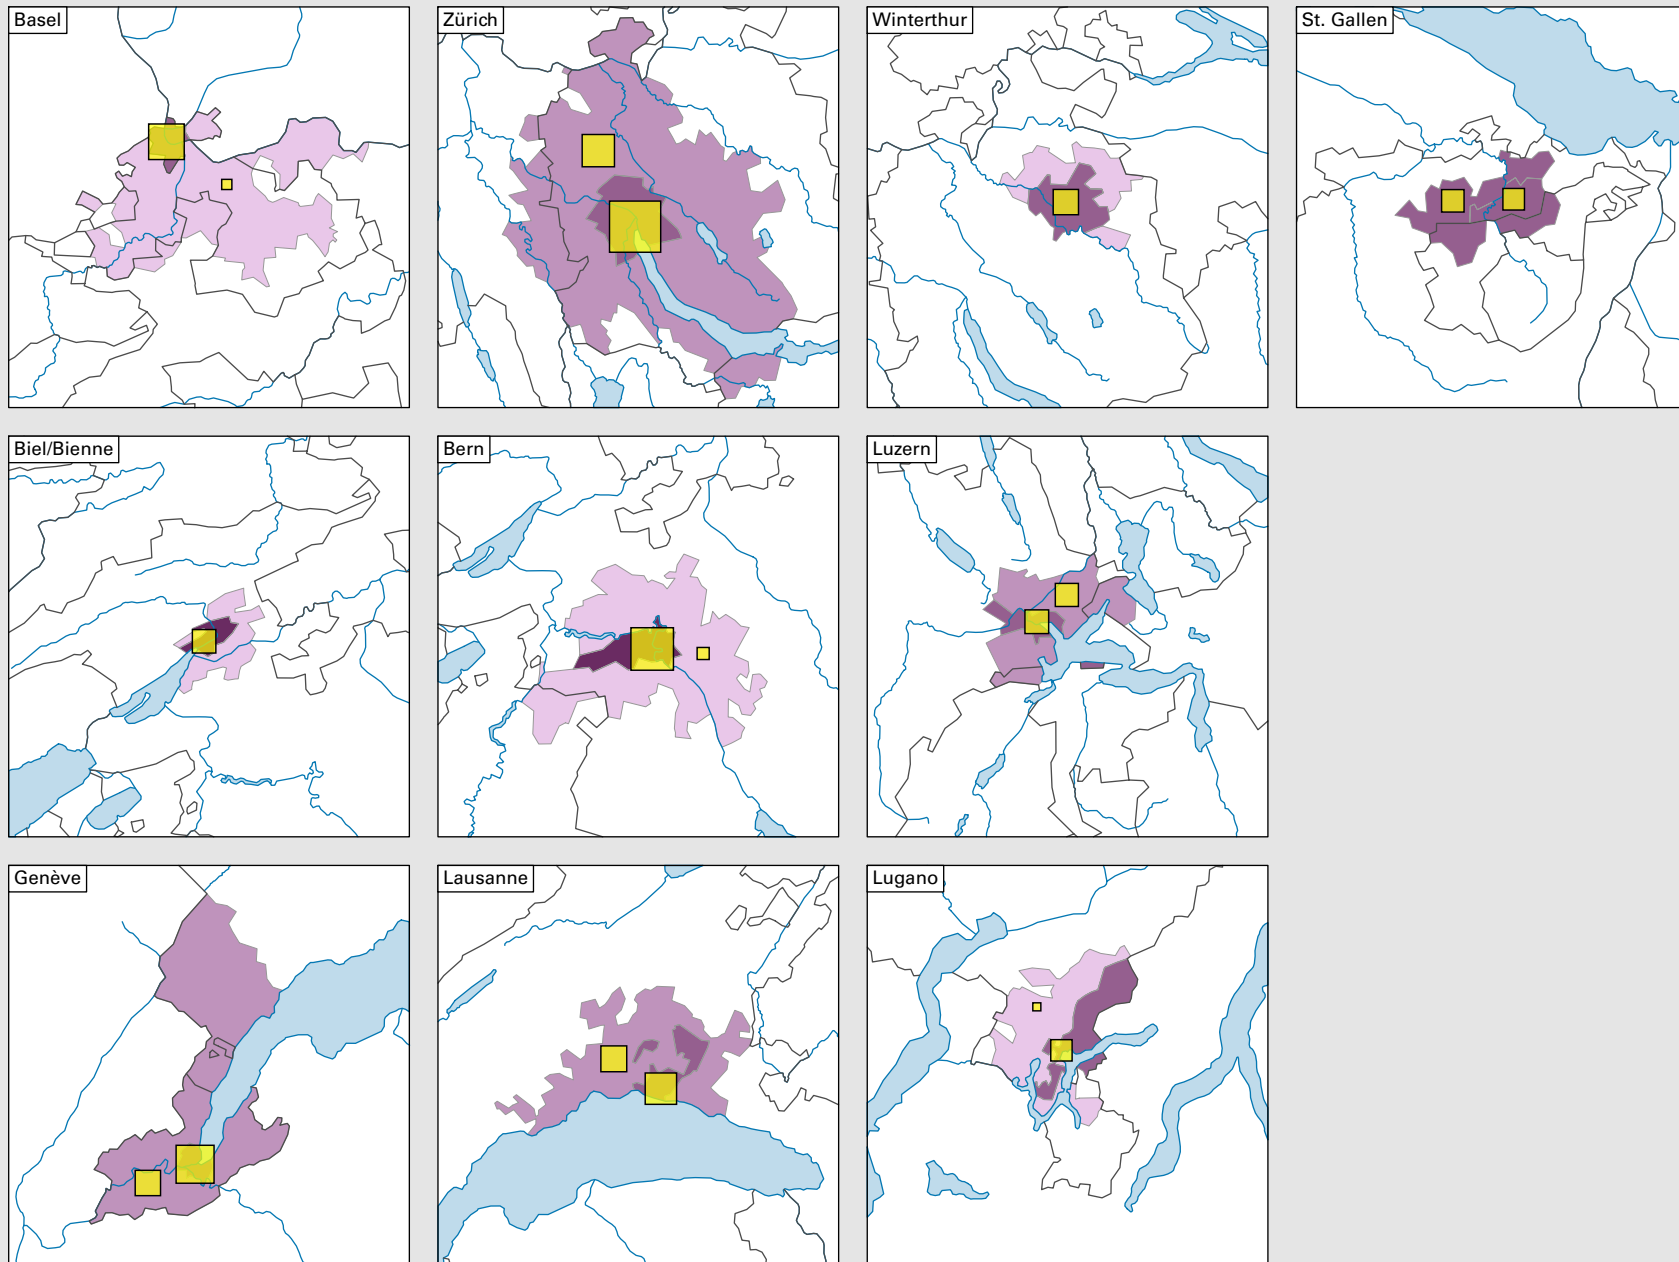 Basel
Zürich
Winterthur
St. Gallen
Biel/Bienne
Bern
Luzern
Genève
Lausanne
Lugano